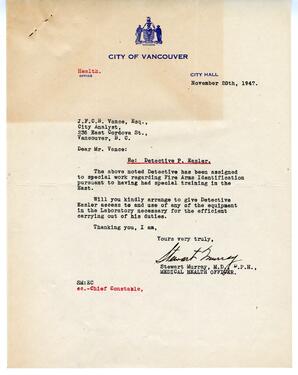 CITY OF VANCOUVER
Health.
OFFICE
CITY HALL
November 28th, 1947.
J.F.C.B. Vance, Esq.,
City Analyst,
236 East Cordova St.,
Vancouver, B. C.
Dear Mr. Vance:
Re: Detective P. Easler.
The above noted Detective has been assigned
to special work regarding Fire Arms Identification
pursuant to having had special training in the
East.
Will you kindly arrange to give Detective
Easler access to and use of any of the equipment
in the Laboratory necessary for the efficient
carrying out of his duties.
Thanking you, I am,
Yours very truly,
Stewart Murray
Stewart Murray, M.D., D.P.H.,
MEDICAL HEALTH OFFICER.
SM:EC
cc.-Chief Constable.